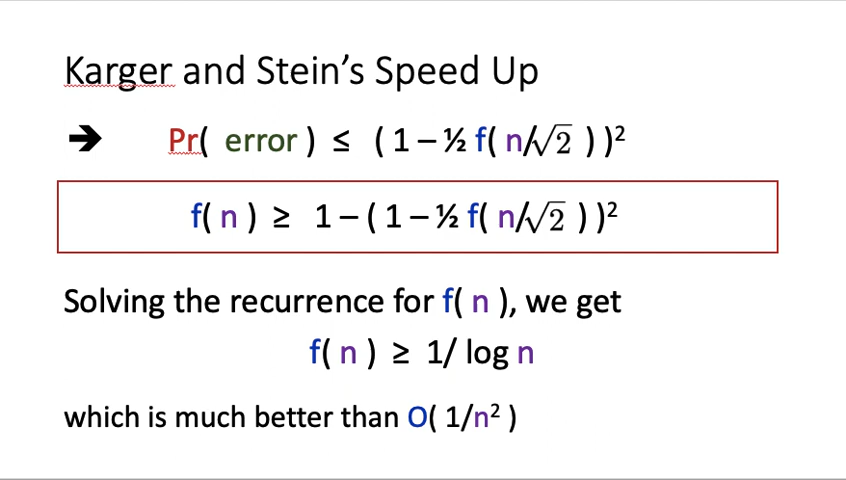 Karger and Stein's Speed Up
➔ Pr( error ) ≤ ( 1 – ½ f( n/√2 ) )²
f( n ) ≥ 1 – ( 1 – ½ f( n/√2 ) )²
Solving the recurrence for f( n ), we get
f( n ) ≥ 1/ log n
which is much better than O( 1/n² )